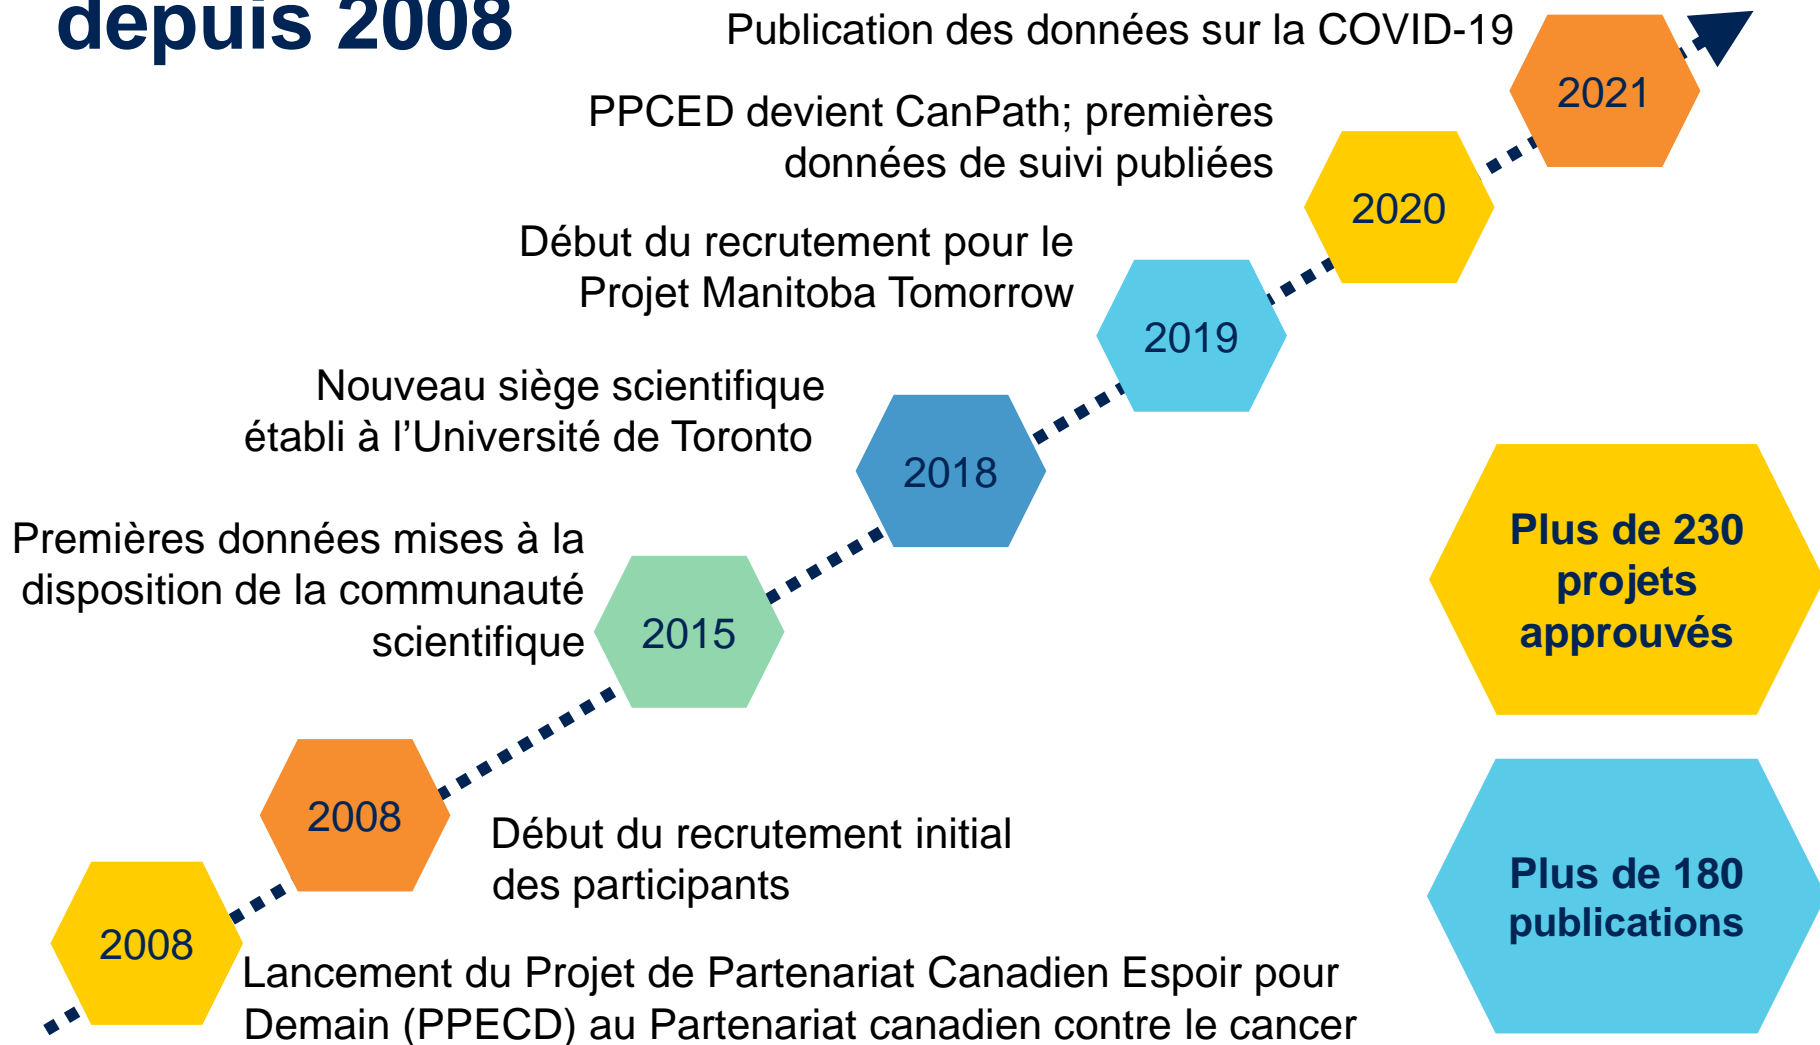 depuis 2008
Publication des données sur la COVID-19
2021
PPCED devient CanPath; premières
données de suivi publiées
2020
Début du recrutement pour le
Projet Manitoba Tomorrow
2019
Nouveau siège scientifique
établi à l’Université de Toronto
2018
Premières données mises à la
disposition de la communauté
scientifique
2015
2008
Début du recrutement initial
des participants
2008
Lancement du Projet de Partenariat Canadien Espoir pour
Demain (PPECD) au Partenariat canadien contre le cancer
Plus de 230
projets
approuvés
Plus de 180
publications